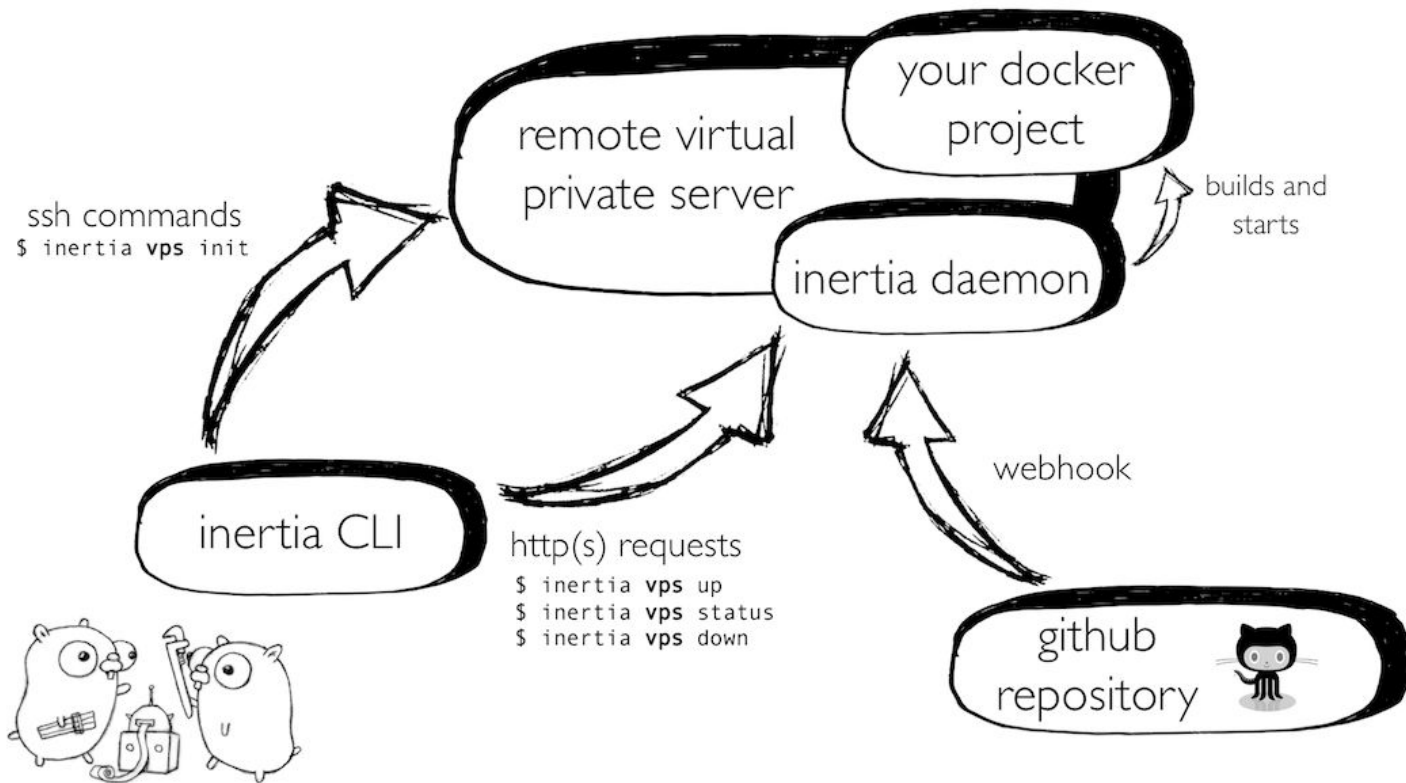 your docker
project
remote virtual
private server
builds and
starts
ssh commands
$ inertia vps init
inertia daemon
webhook
inertia CLI
http(s) requests
$ inertia vps up
$ inertia vps status
$ inertia vps down
github
repository